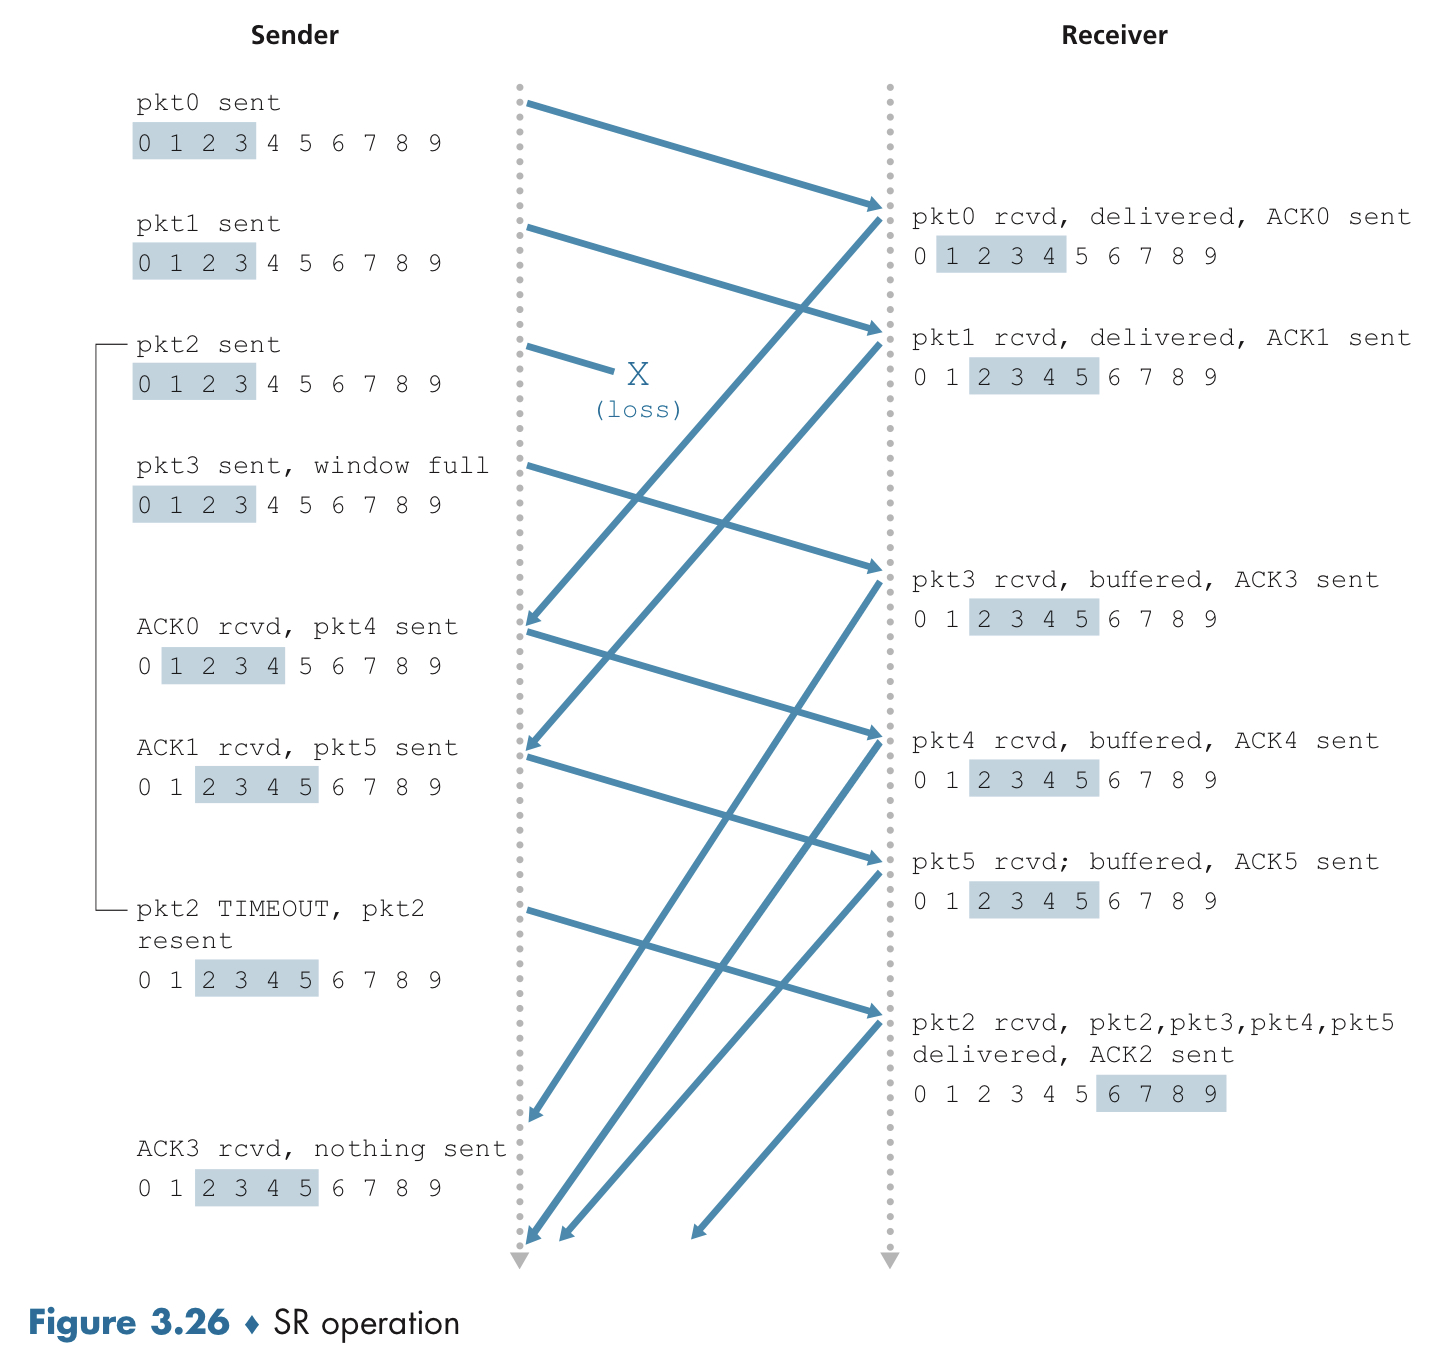 Sender
Receiver
pkt0 sent
0 1 2 3 4 5 6 7 8 9
pkt0 rcvd, delivered, ACK0 sent
0 1 2 3 4 5 6 7 8 9
pkt1 sent
0 1 2 3 4 5 6 7 8 9
pkt1 rcvd, delivered, ACK1 sent
0 1 2 3 4 5 6 7 8 9
pkt2 sent
0 1 2 3 4 5 6 7 8 9
X
(loss)
pkt3 sent, window full
0 1 2 3 4 5 6 7 8 9
pkt3 rcvd, buffered, ACK3 sent
0 1 2 3 4 5 6 7 8 9
ACK0 rcvd, pkt4 sent
0 1 2 3 4 5 6 7 8 9
pkt4 rcvd, buffered, ACK4 sent
0 1 2 3 4 5 6 7 8 9
ACK1 rcvd, pkt5 sent
0 1 2 3 4 5 6 7 8 9
pkt5 rcvd; buffered, ACK5 sent
0 1 2 3 4 5 6 7 8 9
pkt2 TIMEOUT, pkt2
resent
0 1 2 3 4 5 6 7 8 9
pkt2 rcvd, pkt2,pkt3,pkt4,pkt5
delivered, ACK2 sent
0 1 2 3 4 5 6 7 8 9
ACK3 rcvd, nothing sent
0 1 2 3 4 5 6 7 8 9
Figure 3.26 ♦ SR operation